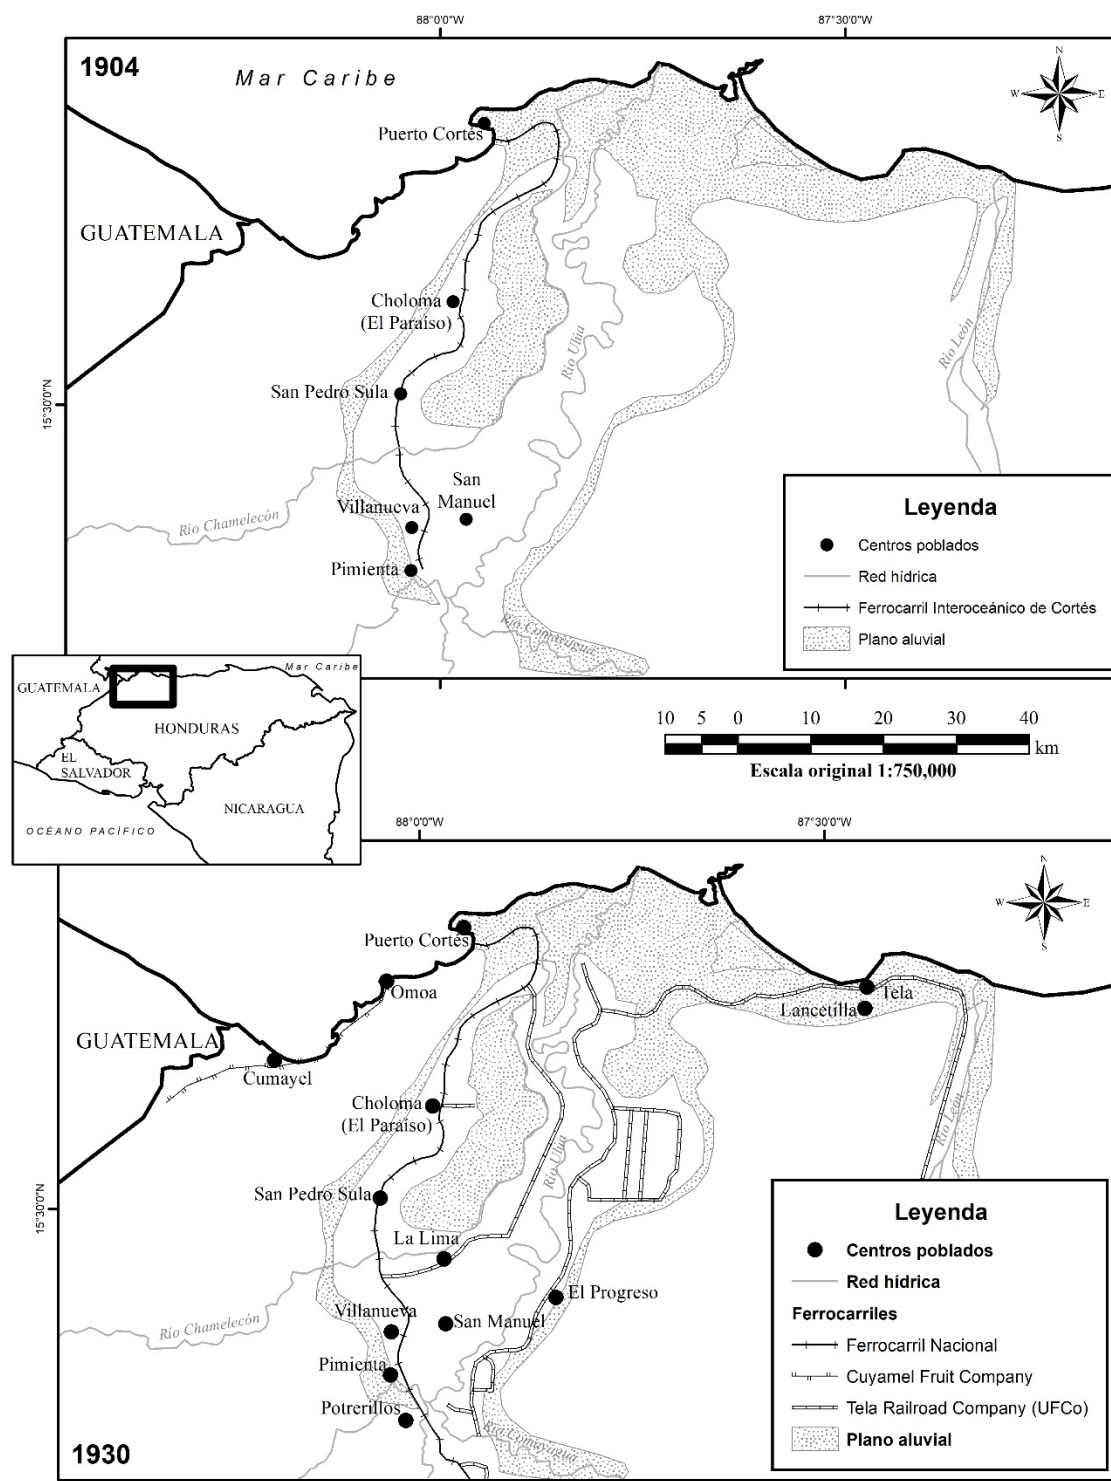 88°0'0"W
87°30'0"W
1904
Mar Caribe
N
W
E
S
Puerto Cortés
GUATEMALA
Choloma
(El Paraíso)
Río Ulúa
Río León
15°30'0"N
San Pedro Sula
San
Manuel
Villanueva
Río Chamelecón
Pimienta
Río Comayagua
Leyenda
Centros poblados
Red hídrica
Ferrocarril Interoceánico de Cortés
Plano aluvial
Mar Caribe
GUATEMALA
HONDURAS
EL
SALVADOR
NICARAGUA
OCÉANO PACÍFICO
10 5 0 10 20 30 40
km
Escala original 1:750,000
88°0'0"W
87°30'0"W
N
W
E
S
Puerto Cortés
Omoa
Tela
Lancetilla
GUATEMALA
Cumayel
Choloma
(El Paraíso)
Río Ulúa
Río León
15°30'0"N
San Pedro Sula
La Lima
El Progreso
Villanueva
San Manuel
Río Chamelecón
Pimienta
Potrerillos
Río Comayagua
1930
Leyenda
Centros poblados
Red hídrica
Ferrocarriles
Ferrocarril Nacional
Cuyamel Fruit Company
Tela Railroad Company (UFCo)
Plano aluvial